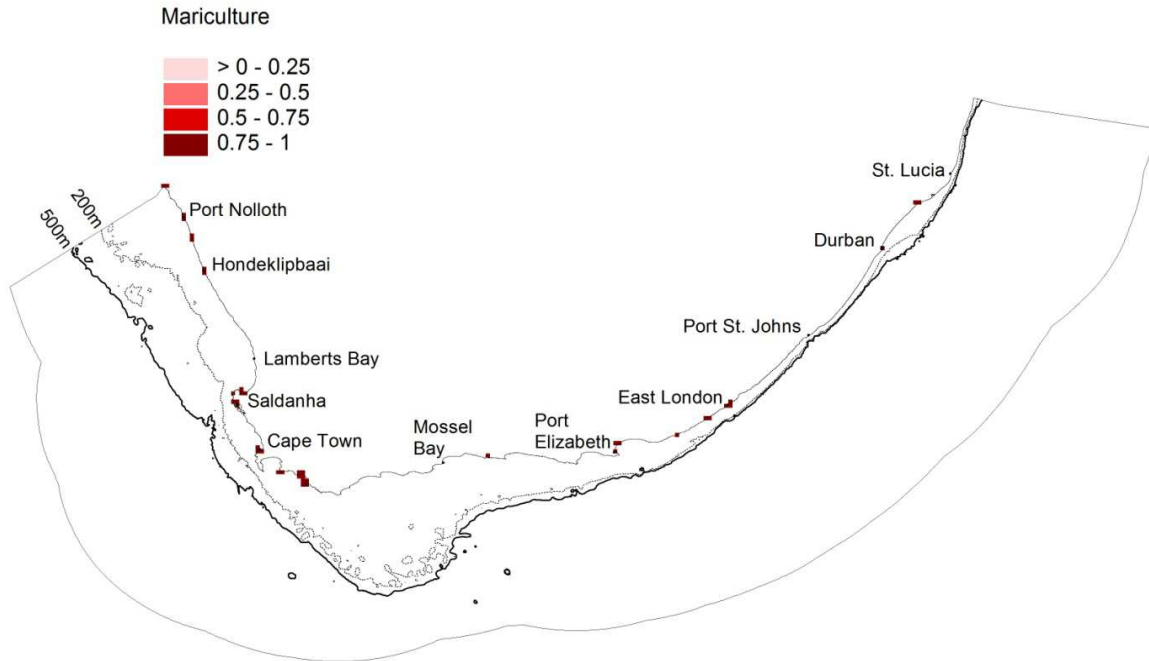 Mariculture
> 0 - 0.25
0.25 - 0.5
0.5 - 0.75
0.75 - 1
St. Lucia
200m
500m
Port Nolloth
Durban
Hondeklipbaai
Port St. Johns
Lamberts Bay
Saldanha
East London
Cape Town
Mossel
Bay
Port
Elizabeth